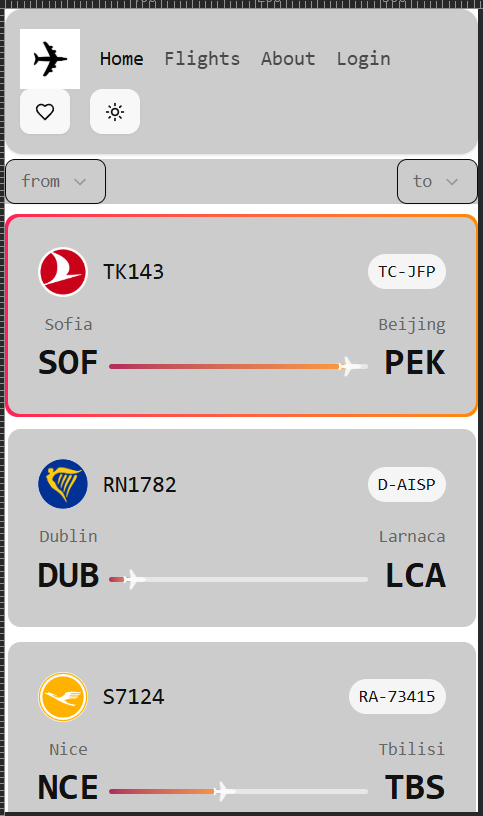 Home Flights About Login
from to
TK143 TC-JFP
Sofia Beijing
SOF PEK
RN1782 D-AISP
Dublin Larnaca
DUB LCA
S7124 RA-73415
Nice Tbilisi
NCE TBS